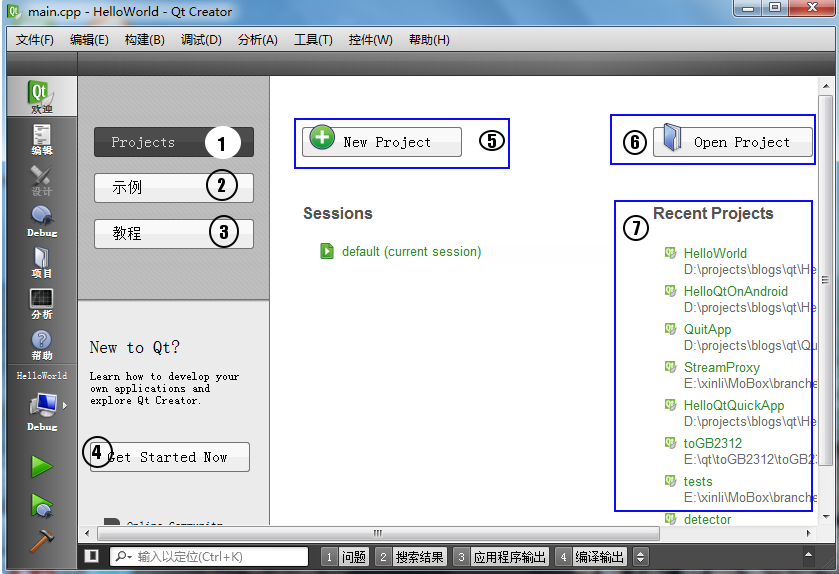 main.cpp - HelloWorld - Qt Creator
文件(F) 编辑(E) 构建(B) 调试(D) 分析(A) 工具(T) 控件(W) 帮助(H)
Qt
欢迎
编辑
设计
Debug
项目
分析
帮助
HelloWorld
Debug
Projects 1
示例 2
教程 3
New to Qt?
Learn how to develop your
own applications and
explore Qt Creator.
4 Get Started Now
Online Community
New Project 5
6 Open Project
Sessions
default (current session)
7 Recent Projects
HelloWorld
D:\projects\blogs\qt\He
HelloQtOnAndroid
D:\projects\blogs\qt\He
QuitApp
D:\projects\blogs\qt\Qu
StreamProxy
E:\xinli\MoBox\branche
HelloQtQuickApp
D:\projects\blogs\qt\He
toGB2312
E:\qt\toGB2312\toGB23
tests
E:\xinli\MoBox\branche
detector
输入以定位(Ctrl+K) 1 问题 2 搜索结果 3 应用程序输出 4 编译输出